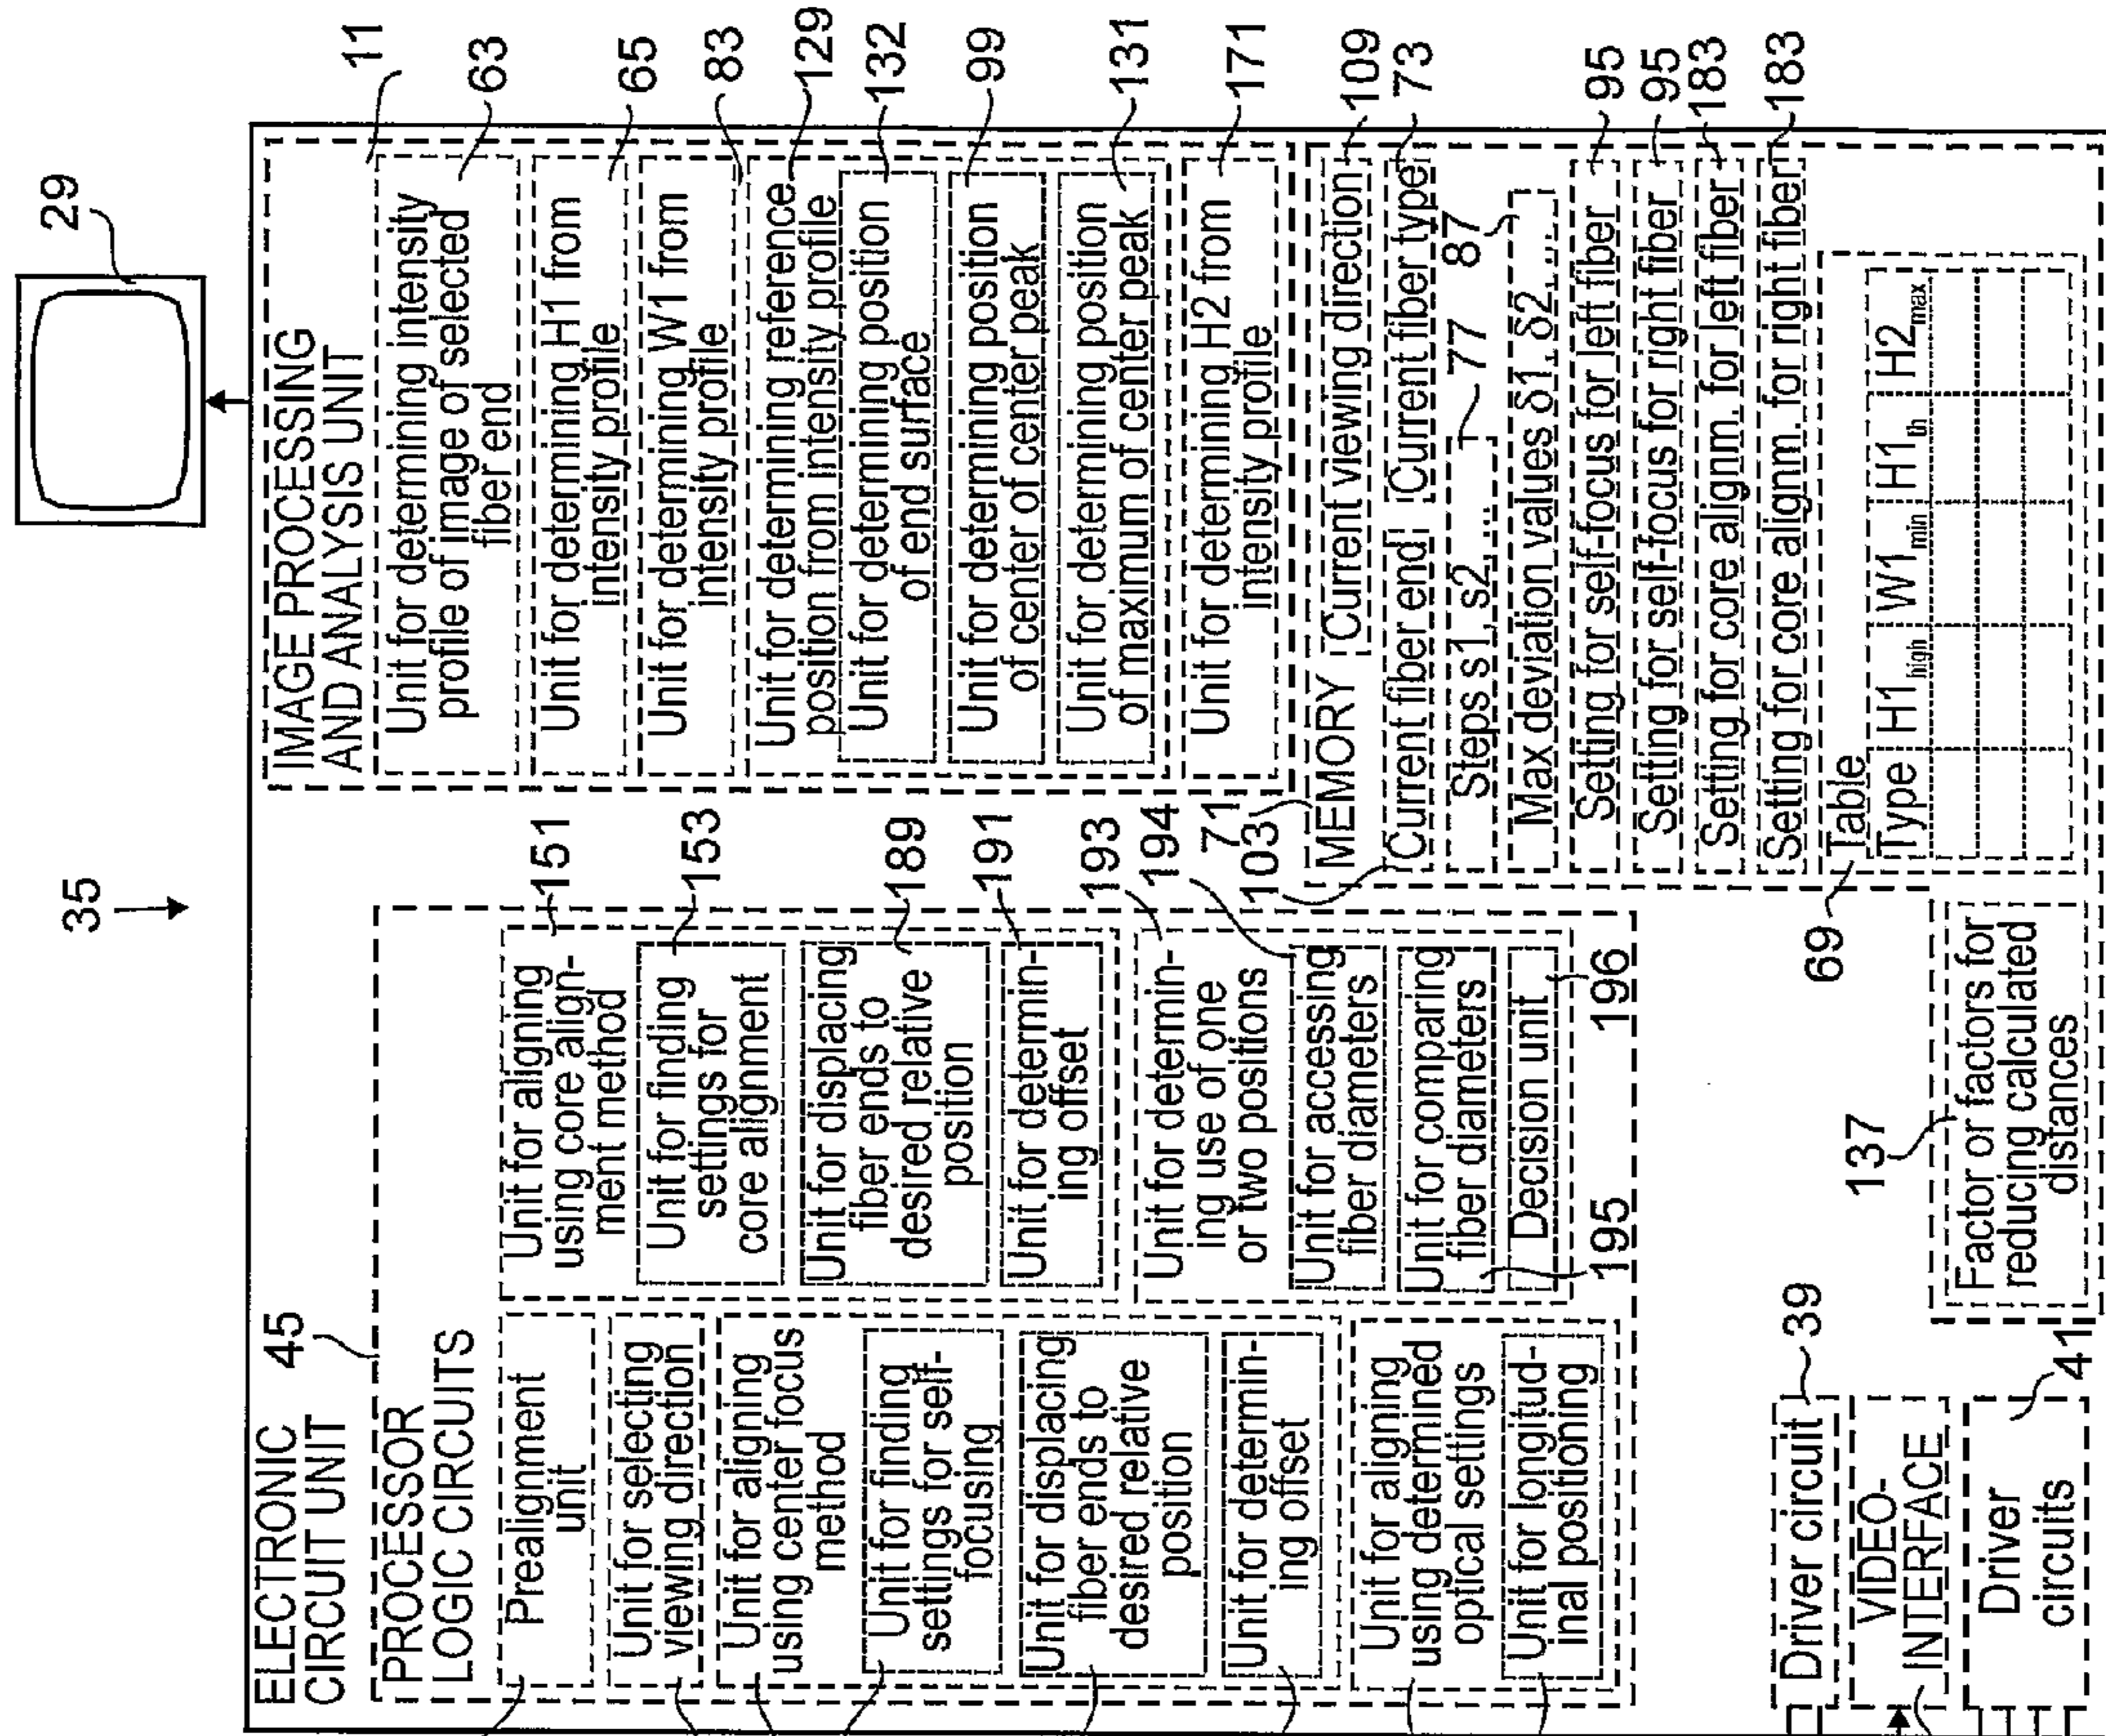 35
29
ELECTRONIC
CIRCUIT UNIT
45
PROCESSOR
LOGIC CIRCUITS
Prealignment
unit
Unit for selecting
viewing direction
Unit for aligning
using center focus
method
Unit for finding
settings for self-
focusing
Unit for displacing
fiber ends to
desired relative
position
Unit for determin-
ing offset
Unit for aligning
using determined
optical settings
Unit for longitud-
inal positioning
Unit for aligning
using core align-
ment method
151
Unit for finding
settings for
core alignment
153
Unit for displacing
fiber ends to
desired relative
position
189
Unit for determin-
ing offset
191
Unit for determin-
ing use of one
or two positions
193
Unit for accessing
fiber diameters
194
Unit for comparing
fiber diameters
195
Decision unit
196
IMAGE PROCESSING
AND ANALYSIS UNIT
11
Unit for determining intensity
profile of image of selected
fiber end
63
Unit for determining H1 from
intensity profile
65
Unit for determining W1 from
intensity profile
83
Unit for determining reference
position from intensity profile
129
Unit for determining position
of end surface
132
Unit for determining position
of center of center peak
99
Unit for determining position
of maximum of center peak
131
Unit for determining H2 from
intensity profile
171
71
MEMORY
Current viewing direction
109
103
Current fiber end
Current fiber type
73
Steps s1, s2, ...
77
Max deviation values δ1, δ2, ...
87
Setting for self-focus for left fiber
95
Setting for self-focus for right fiber
95
Setting for core alignm. for left fiber
183
Setting for core alignm. for right fiber
183
69
Table
Type H1high W1min H1th H2max
137
Factor or factors for
reducing calculated
distances
Driver circuit
39
VIDEO-
INTERFACE
Driver
circuits
41